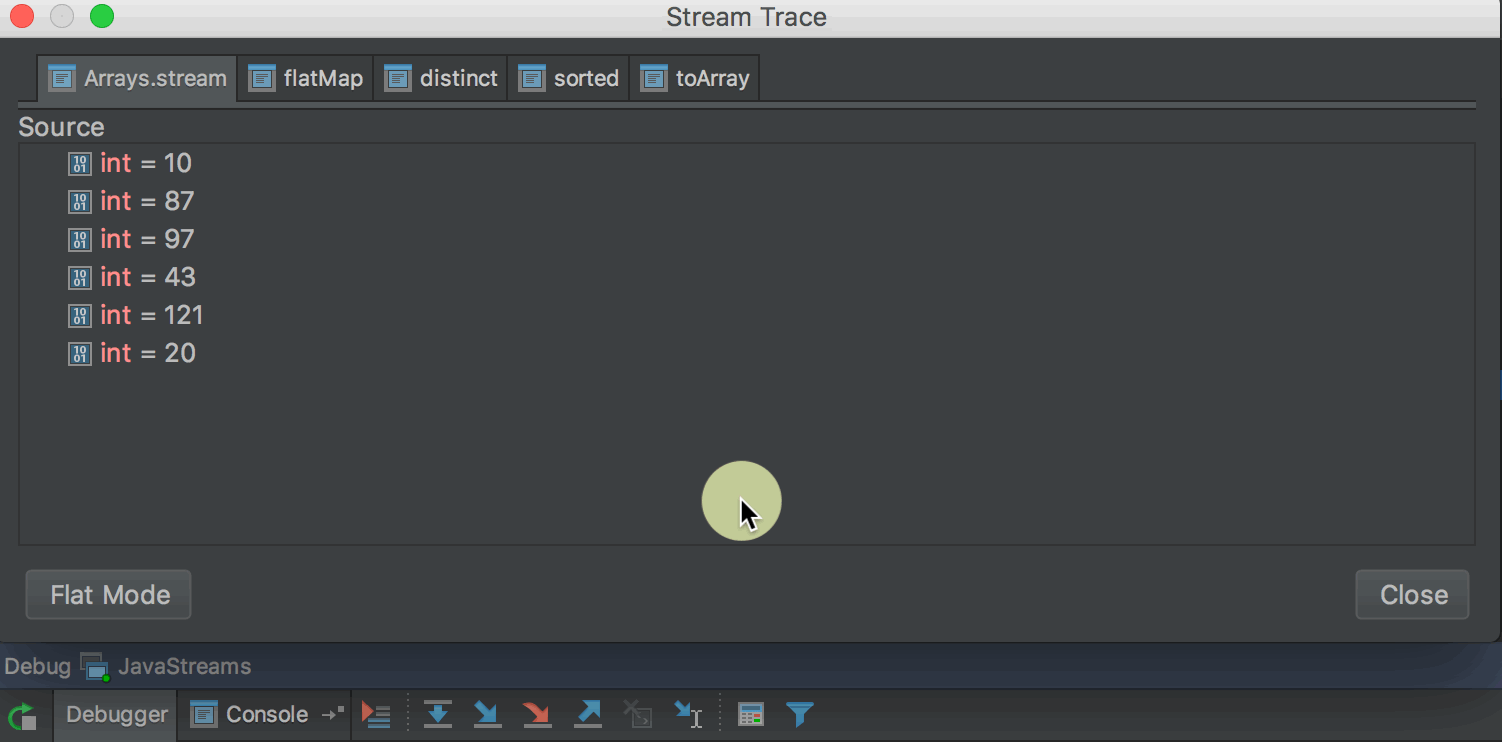 Stream Trace
Arrays.stream flatMap distinct sorted toArray
Source
int = 10
int = 87
int = 97
int = 43
int = 121
int = 20
Flat Mode Close
Debug JavaStreams
Debugger Console